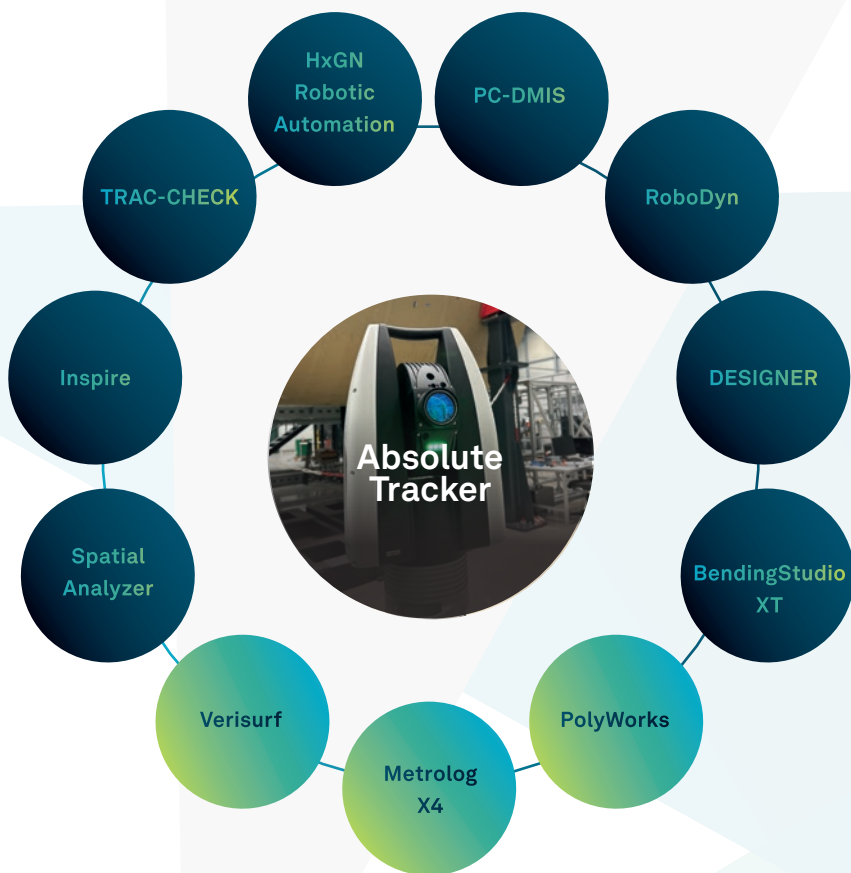 HxGN
Robotic
Automation
PC-DMIS
TRAC-CHECK
RoboDyn
Inspire
DESIGNER
Absolute
Tracker
Spatial
Analyzer
BendingStudio
XT
Verisurf
PolyWorks
Metrolog
X4